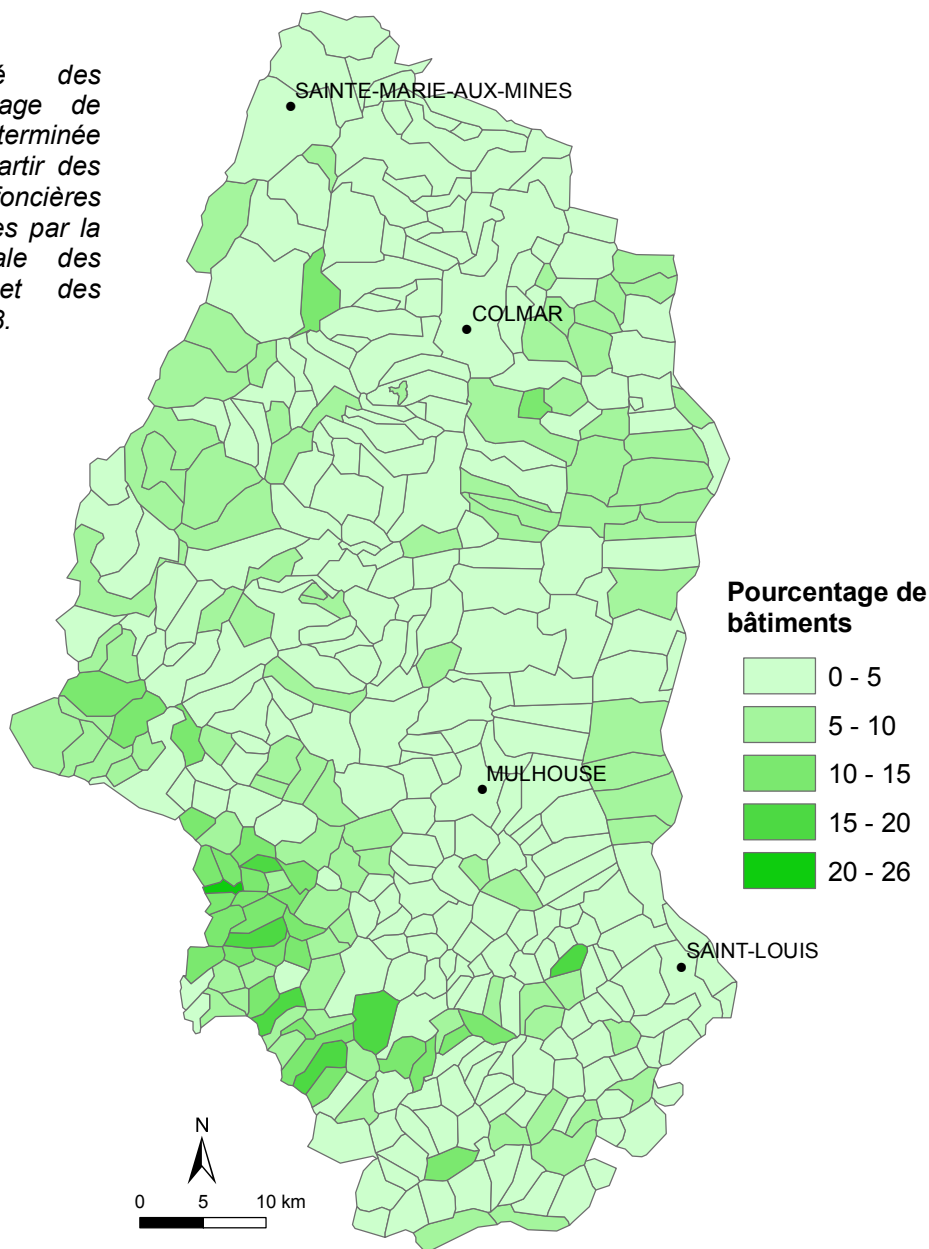 des
age de
terminée
artir des
foncières
es par la
ale des
et des
SAINTE-MARIE-AUX-MINES
COLMAR
MULHOUSE
SAINT-LOUIS
Pourcentage de
bâtiments
0 - 5
5 - 10
10 - 15
15 - 20
20 - 26
N
0 5 10 km